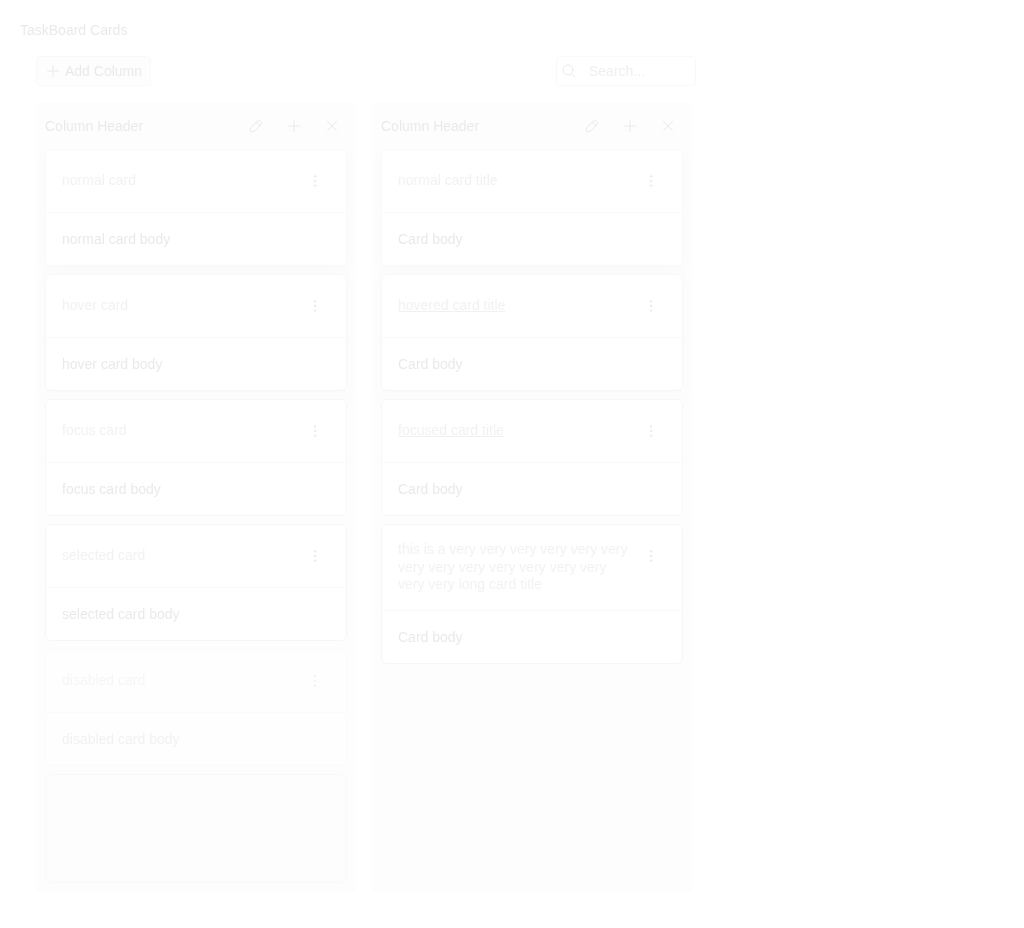 TaskBoard Cards
Add Column
Search...
Column Header
normal card
normal card body
hover card
hover card body
focus card
focus card body
selected card
selected card body
disabled card
disabled card body
Column Header
normal card title
Card body
hovered card title
Card body
focused card title
Card body
this is a very very very very very very
very very very very very very very
very very long card title
Card body